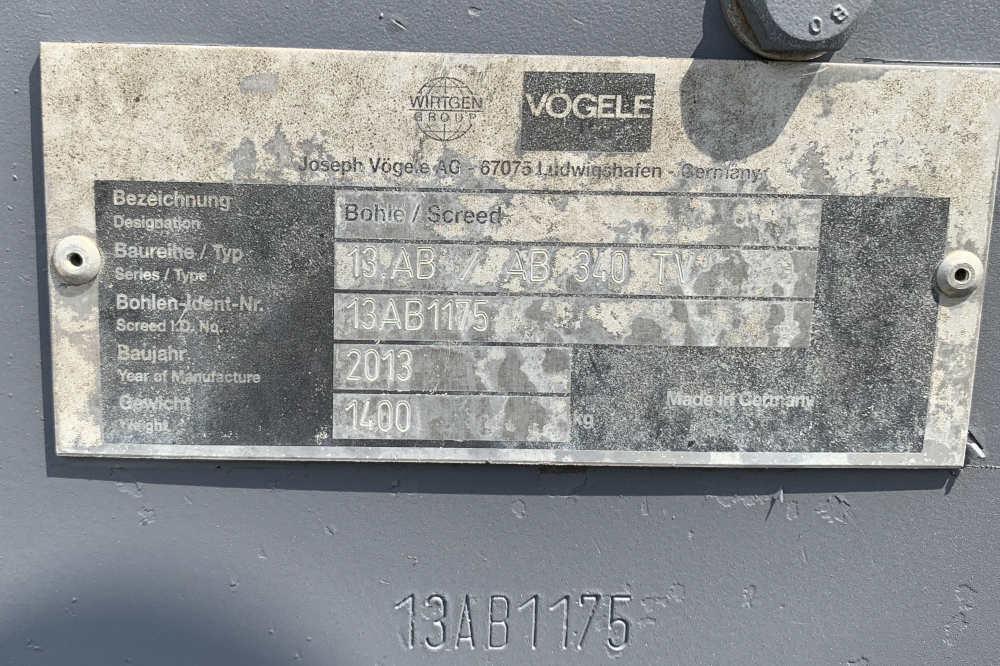 80
WIRTGEN
GROUP
VÖGELE
Joseph Vögele AG - 67075 Ludwigshafen - Germany
Bezeichnung
Designation
Bohle / Screed
Baureihe / Typ
Series / Type
13.AB / AB 340 TV
Bohlen-Ident-Nr.
Screed I.D. No.
13AB1175
Baujahr
Year of Manufacture
2013
Gewicht
Weight
1400 kg
Made in Germany
13AB1175